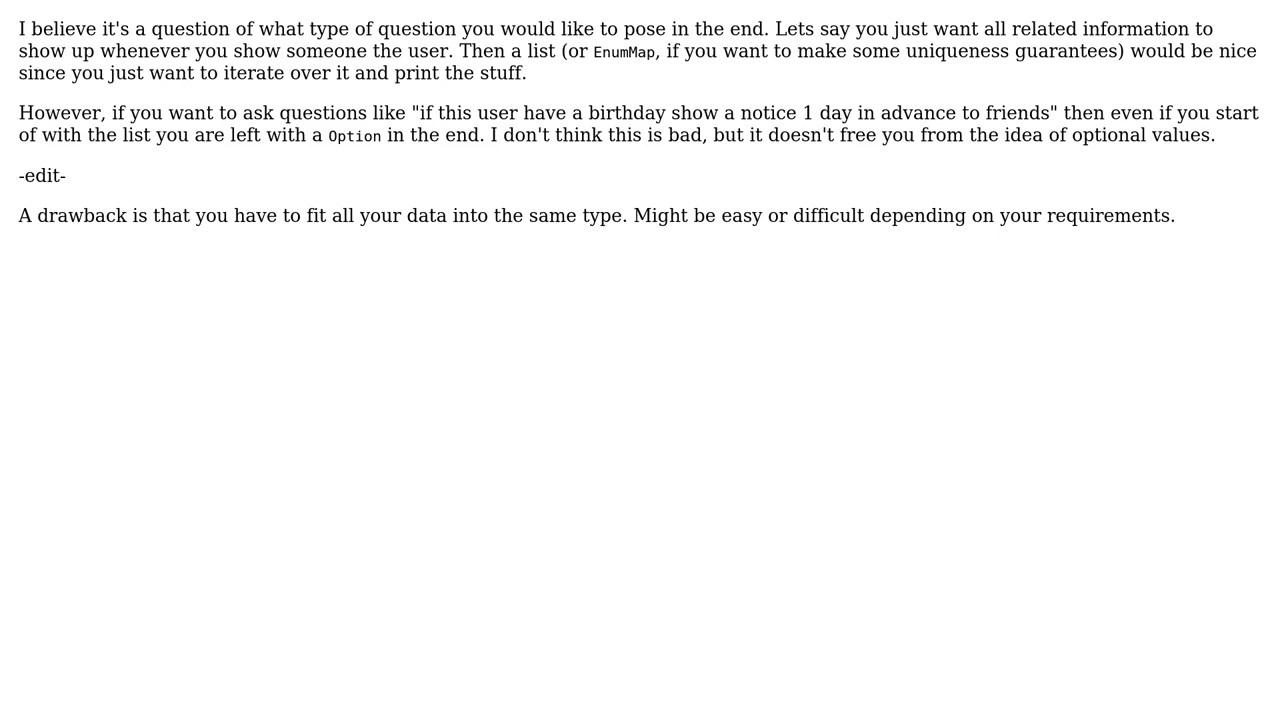 I believe it's a question of what type of question you would like to pose in the end. Lets say you just want all related information to
show up whenever you show someone the user. Then a list (or EnumMap, if you want to make some uniqueness guarantees) would be nice
since you just want to iterate over it and print the stuff.
However, if you want to ask questions like "if this user have a birthday show a notice 1 day in advance to friends" then even if you start
of with the list you are left with a Option in the end. I don't think this is bad, but it doesn't free you from the idea of optional values.
-edit-
A drawback is that you have to fit all your data into the same type. Might be easy or difficult depending on your requirements.